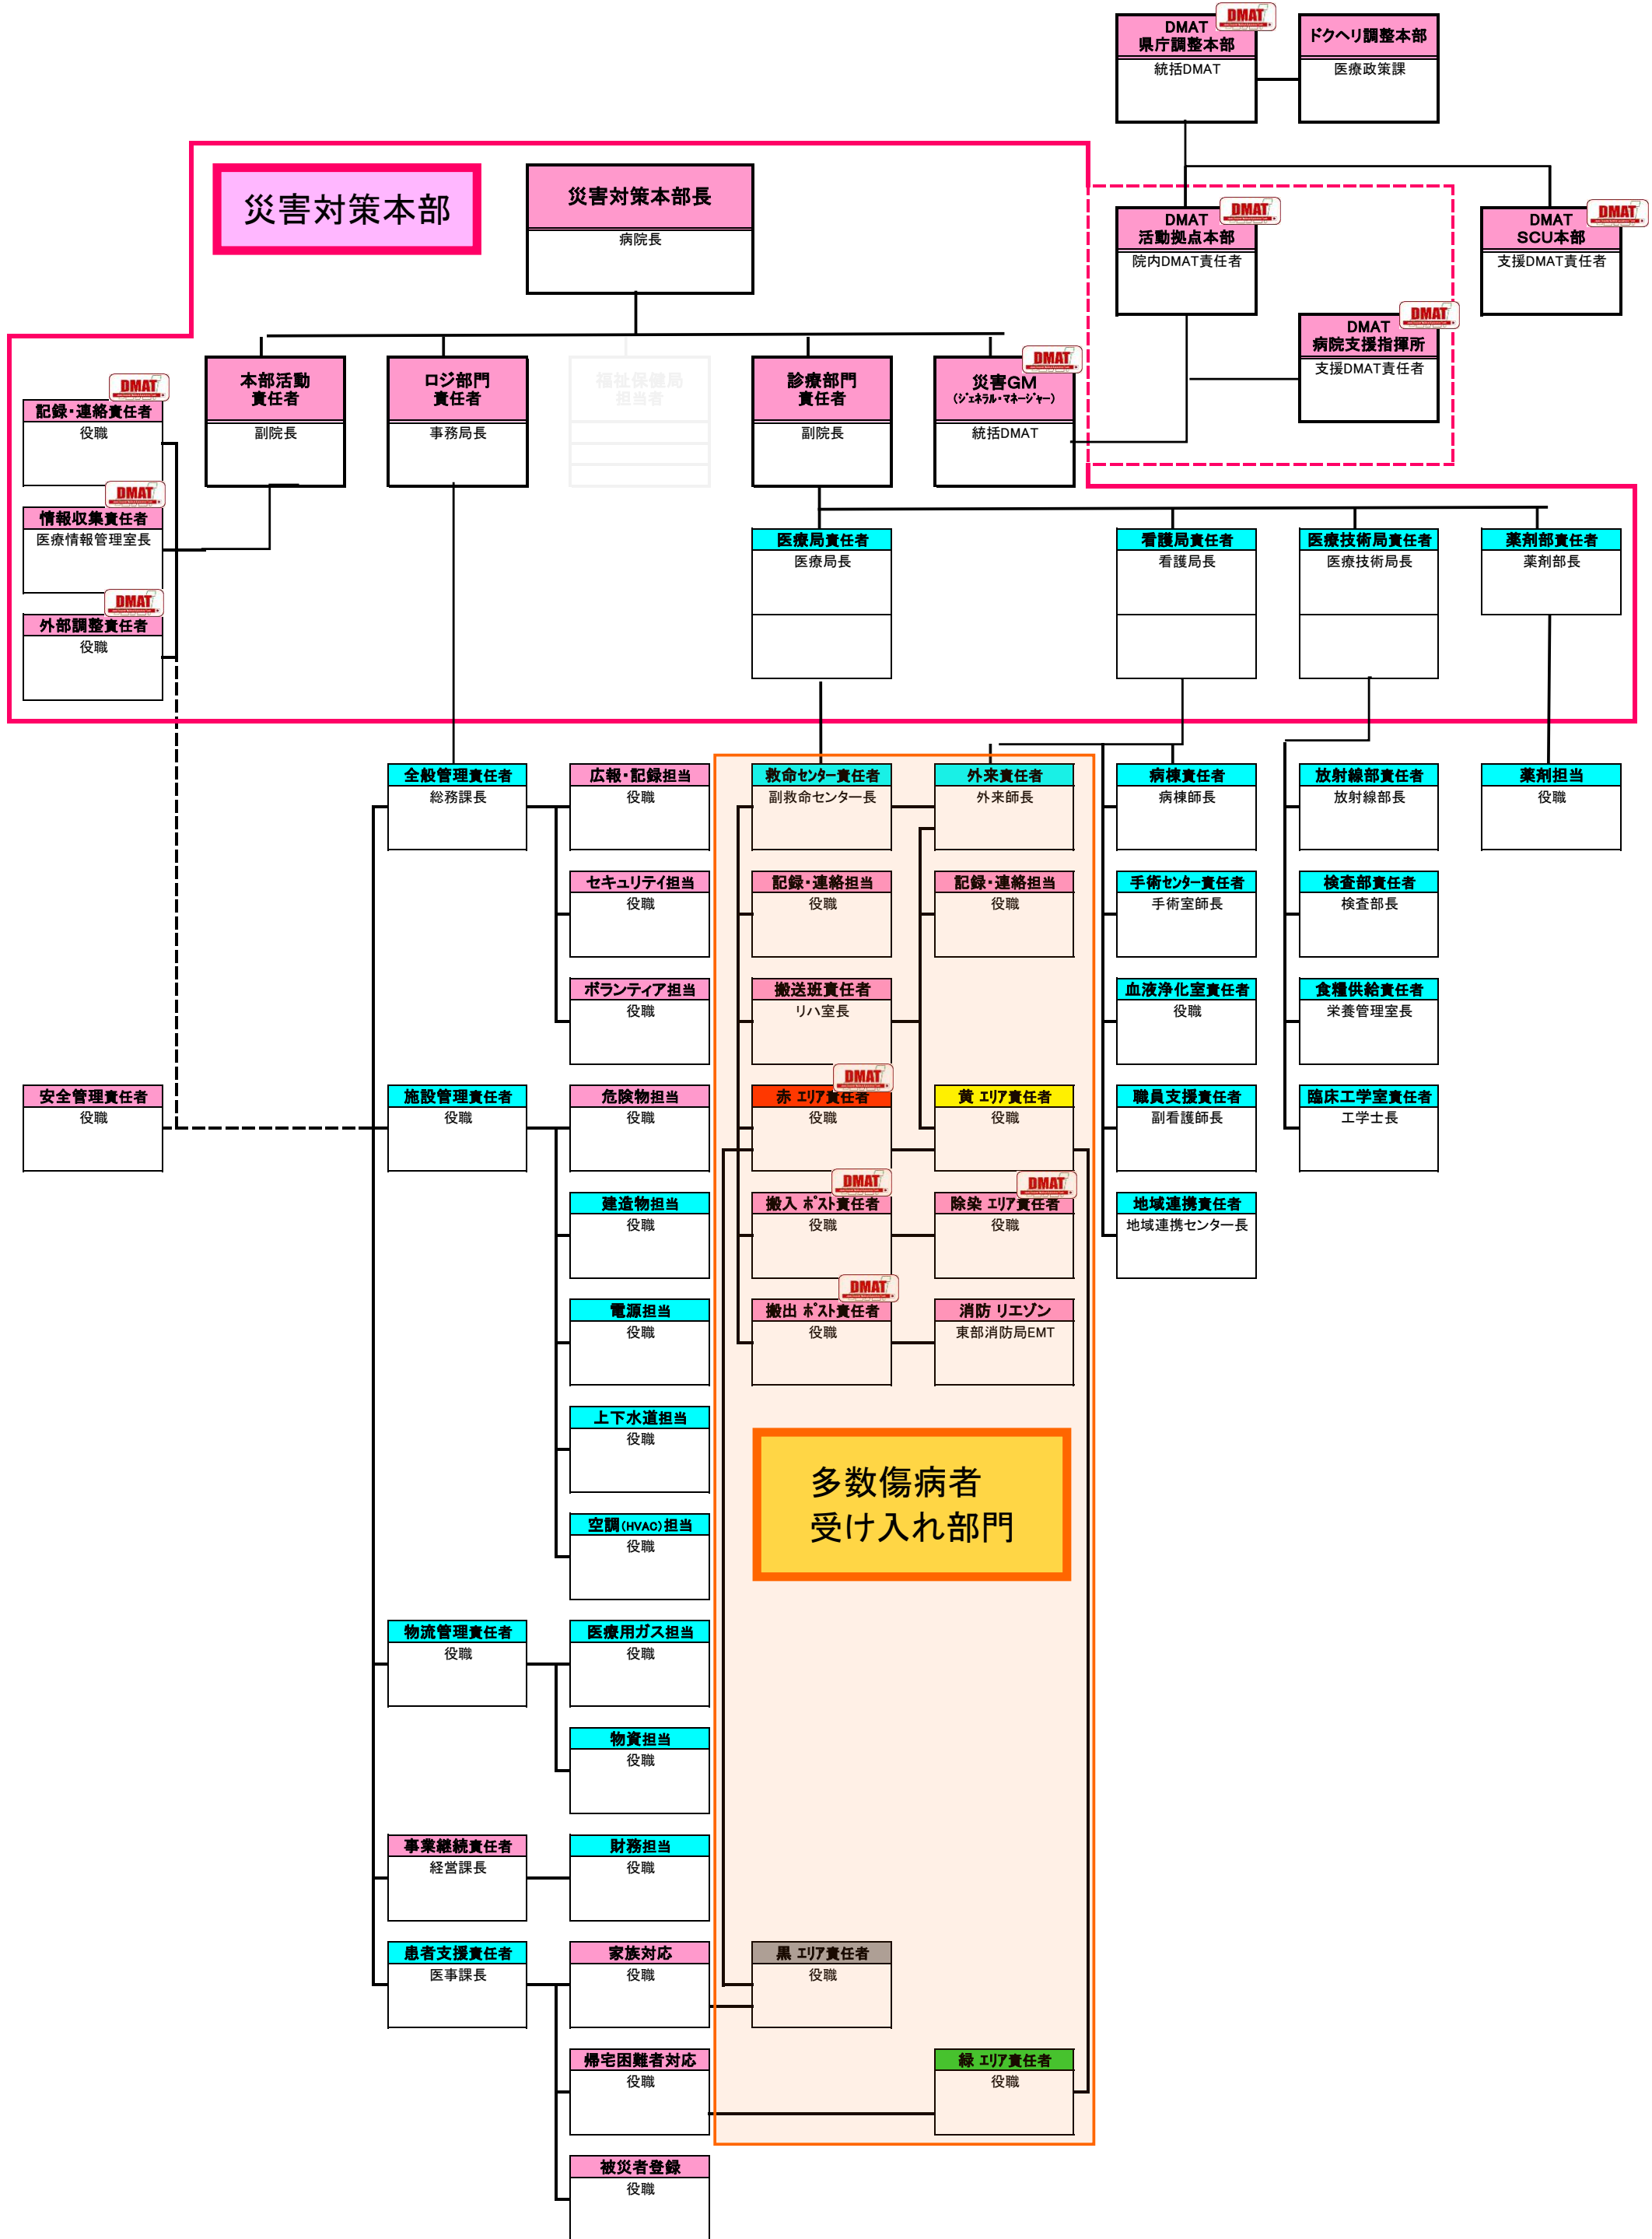 DMAT
DMAT
県庁調整本部
統括DMAT
ドクヘリ調整本部
医療政策課
災害対策本部
災害対策本部長
病院長
DMAT
DMAT
活動拠点本部
院内DMAT責任者
DMAT
DMAT
SCU本部
支援DMAT責任者
DMAT
DMAT
病院支援指揮所
支援DMAT責任者
本部活動
責任者
副院長
ロジ部門
責任者
事務局長
福祉保健局
担当者
診療部門
責任者
副院長
DMAT
災害GM
(ｼﾞｪﾈﾗﾙ・ﾏﾈｰｼﾞｬｰ)
統括DMAT
DMAT
記録・連絡責任者
役職
DMAT
情報収集責任者
医療情報管理室長
DMAT
外部調整責任者
役職
医療局責任者
医療局長
看護局責任者
看護局長
医療技術局責任者
医療技術局長
薬剤部責任者
薬剤部長
全般管理責任者
総務課長
広報・記録担当
役職
救命ｾﾝﾀｰ責任者
副救命センター長
外来責任者
外来師長
病棟責任者
病棟師長
放射線部責任者
放射線部長
薬剤担当
役職
セキュリテイ担当
役職
記録・連絡担当
役職
記録・連絡担当
役職
手術ｾﾝﾀｰ責任者
手術室師長
検査部責任者
検査部長
ボランティア担当
役職
搬送班責任者
リハ室長
血液浄化室責任者
役職
食糧供給責任者
栄養管理室長
安全管理責任者
役職
施設管理責任者
役職
危険物担当
役職
DMAT
赤 ｴﾘｱ責任者
役職
黄 ｴﾘｱ責任者
役職
職員支援責任者
副看護師長
臨床工学室責任者
工学士長
建造物担当
役職
DMAT
搬入 ﾎﾟｽﾄ責任者
役職
DMAT
除染 ｴﾘｱ責任者
役職
地域連携責任者
地域連携センター長
電源担当
役職
DMAT
搬出 ﾎﾟｽﾄ責任者
役職
消防 リエゾン
東部消防局EMT
上下水道担当
役職
多数傷病者
受け入れ部門
空調(HVAC)担当
役職
物流管理責任者
役職
医療用ガス担当
役職
物資担当
役職
事業継続責任者
経営課長
財務担当
役職
患者支援責任者
医事課長
家族対応
役職
黒 ｴﾘｱ責任者
役職
帰宅困難者対応
役職
緑 ｴﾘｱ責任者
役職
被災者登録
役職